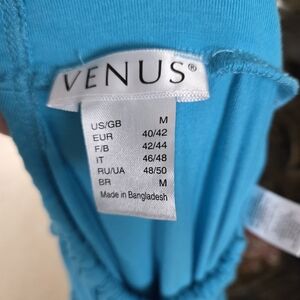 VENUS®
US/GB M
EUR 40/42
F/B 42/44
IT 46/48
RU/UA 48/50
BR M
Made in Bangladesh